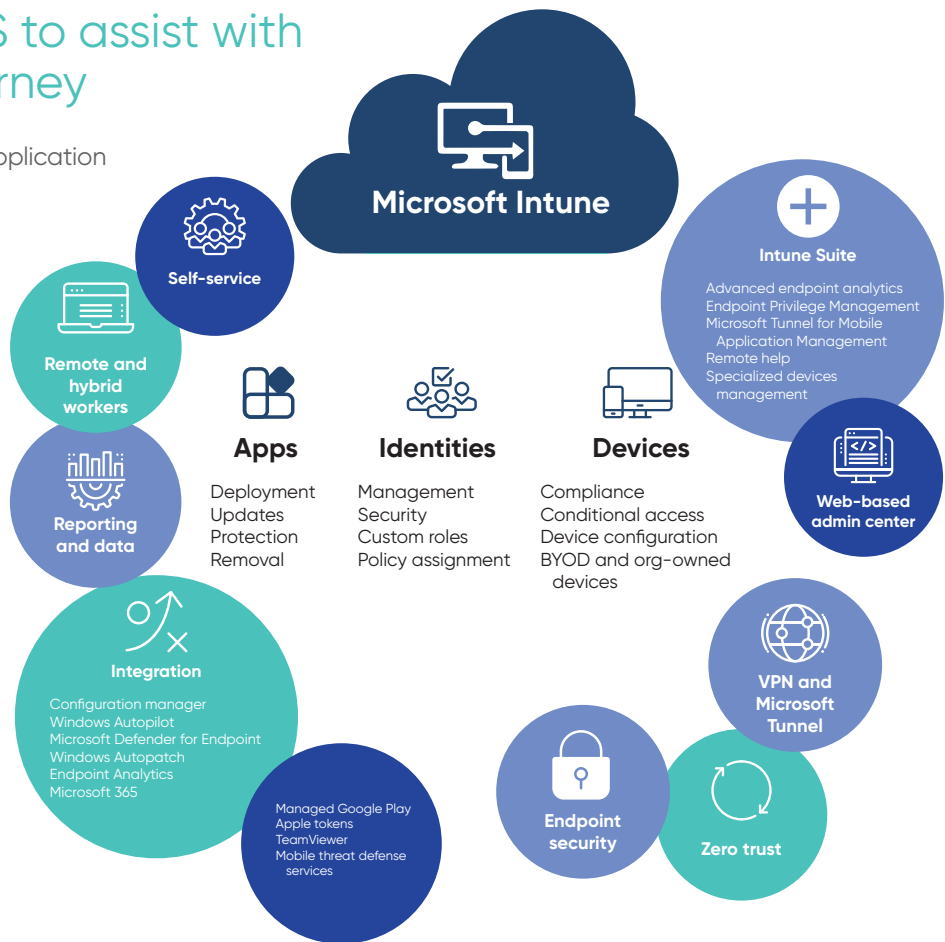 S to assist with
rney
pplication
Microsoft Intune
Self-service
Remote and
hybrid
workers
Reporting
and data
Integration
Configuration manager
Windows Autopilot
Microsoft Defender for Endpoint
Windows Autopatch
Endpoint Analytics
Microsoft 365
Managed Google Play
Apple tokens
TeamViewer
Mobile threat defense
services
Apps
Deployment
Updates
Protection
Removal
Identities
Management
Security
Custom roles
Policy assignment
Devices
Compliance
Conditional access
Device configuration
BYOD and org-owned
devices
Intune Suite
Advanced endpoint analytics
Endpoint Privilege Management
Microsoft Tunnel for Mobile
Application Management
Remote help
Specialized devices
management
</>
Web-based
admin center
VPN and
Microsoft
Tunnel
Endpoint
security
Zero trust